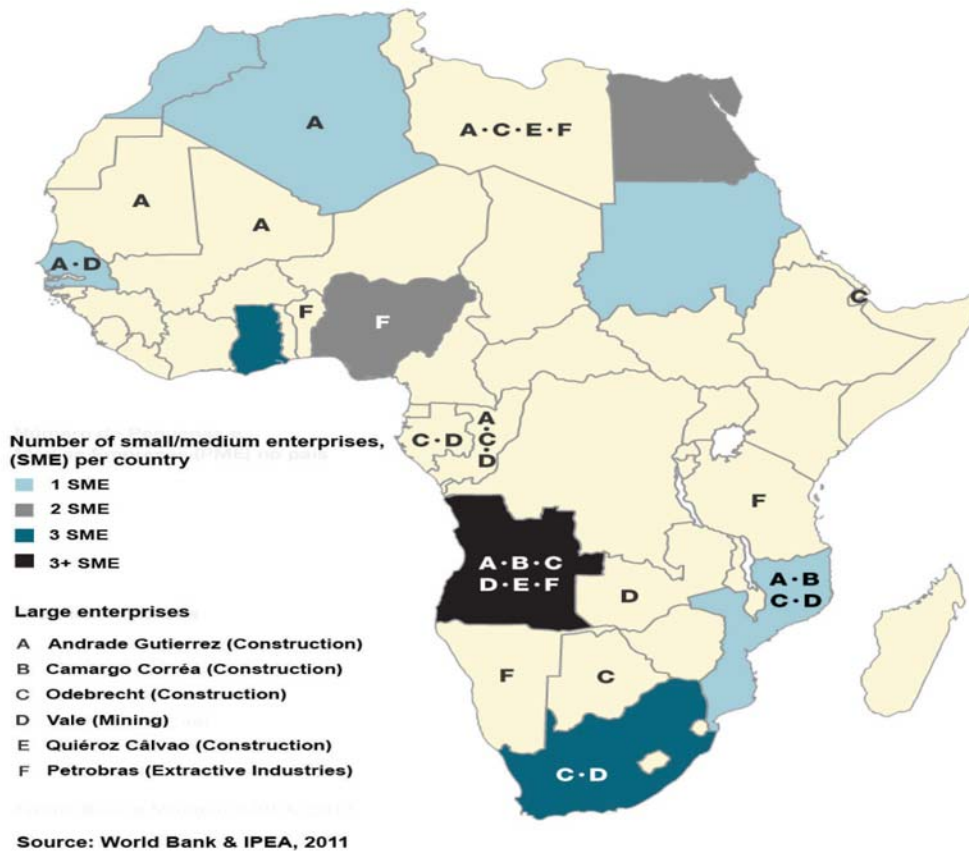 A
A·C·E·F
A
A
A·D
C
F
F
A
C·D
C
D
F
A·B·C
D·E·F
A·B
C·D
D
F
C
C·D
Number of small/medium enterprises,
(SME) per country
1 SME
2 SME
3 SME
3+ SME
Large enterprises
A Andrade Gutierrez (Construction)
B Camargo Corréa (Construction)
C Odebrecht (Construction)
D Vale (Mining)
E Quiéroz Câlvao (Construction)
F Petrobras (Extractive Industries)
Source: World Bank & IPEA, 2011